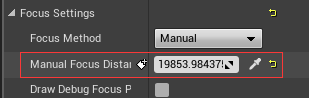 Focus Settings
Focus Method Manual
Manual Focus Distan 19853.98437
Draw Debug Focus P